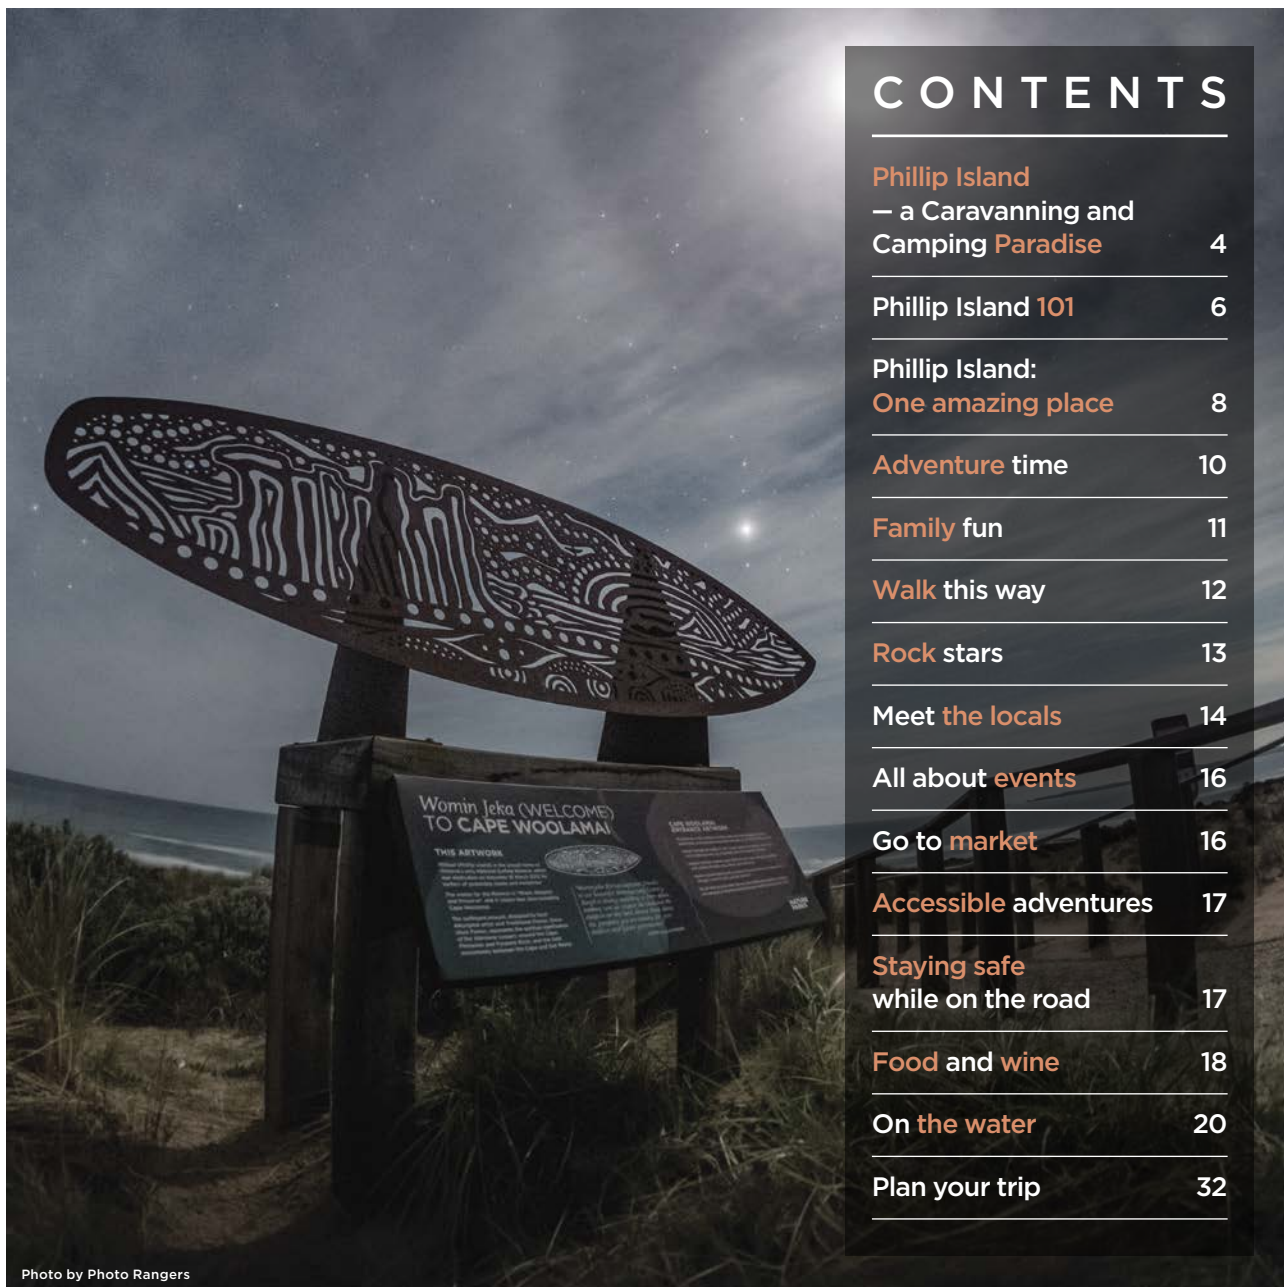 CONTENTS
Phillip Island
— a Caravanning and
Camping Paradise 4
Phillip Island 101 6
Phillip Island:
One amazing place 8
Adventure time 10
Family fun 11
Walk this way 12
Rock stars 13
Meet the locals 14
All about events 16
Go to market 16
Accessible adventures 17
Staying safe
while on the road 17
Food and wine 18
On the water 20
Plan your trip 32
Womin Jeka (WELCOME)
TO CAPE WOOLAMAI
THIS ARTWORK
CAPE WOOLAMAI
ENTRANCE ARTWORK
Photo by Photo Rangers